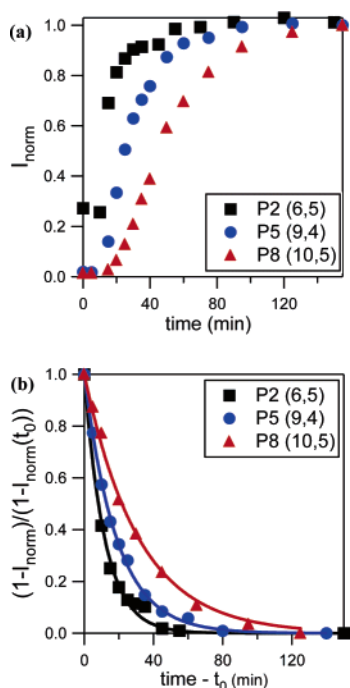 (a)
1.0
0.8
0.6
0.4
0.2
0.0
I_norm
P2 (6,5)
P5 (9,4)
P8 (10,5)
0 40 80 120
time (min)
(b)
1.0
0.8
0.6
0.4
0.2
0.0
(1-I_norm)/(1-I_norm(t_0))
P2 (6,5)
P5 (9,4)
P8 (10,5)
0 40 80 120
time - t_0 (min)